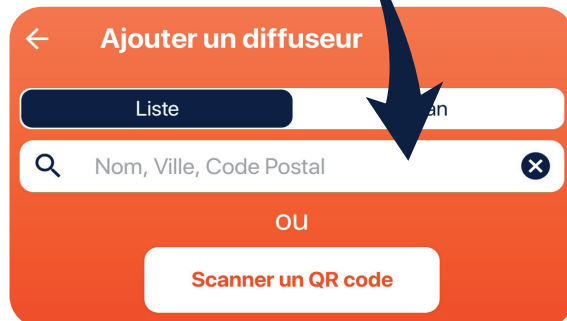 Ajouter un diffuseur
Liste
Nom, Ville, Code Postal
ou
Scanner un QR code